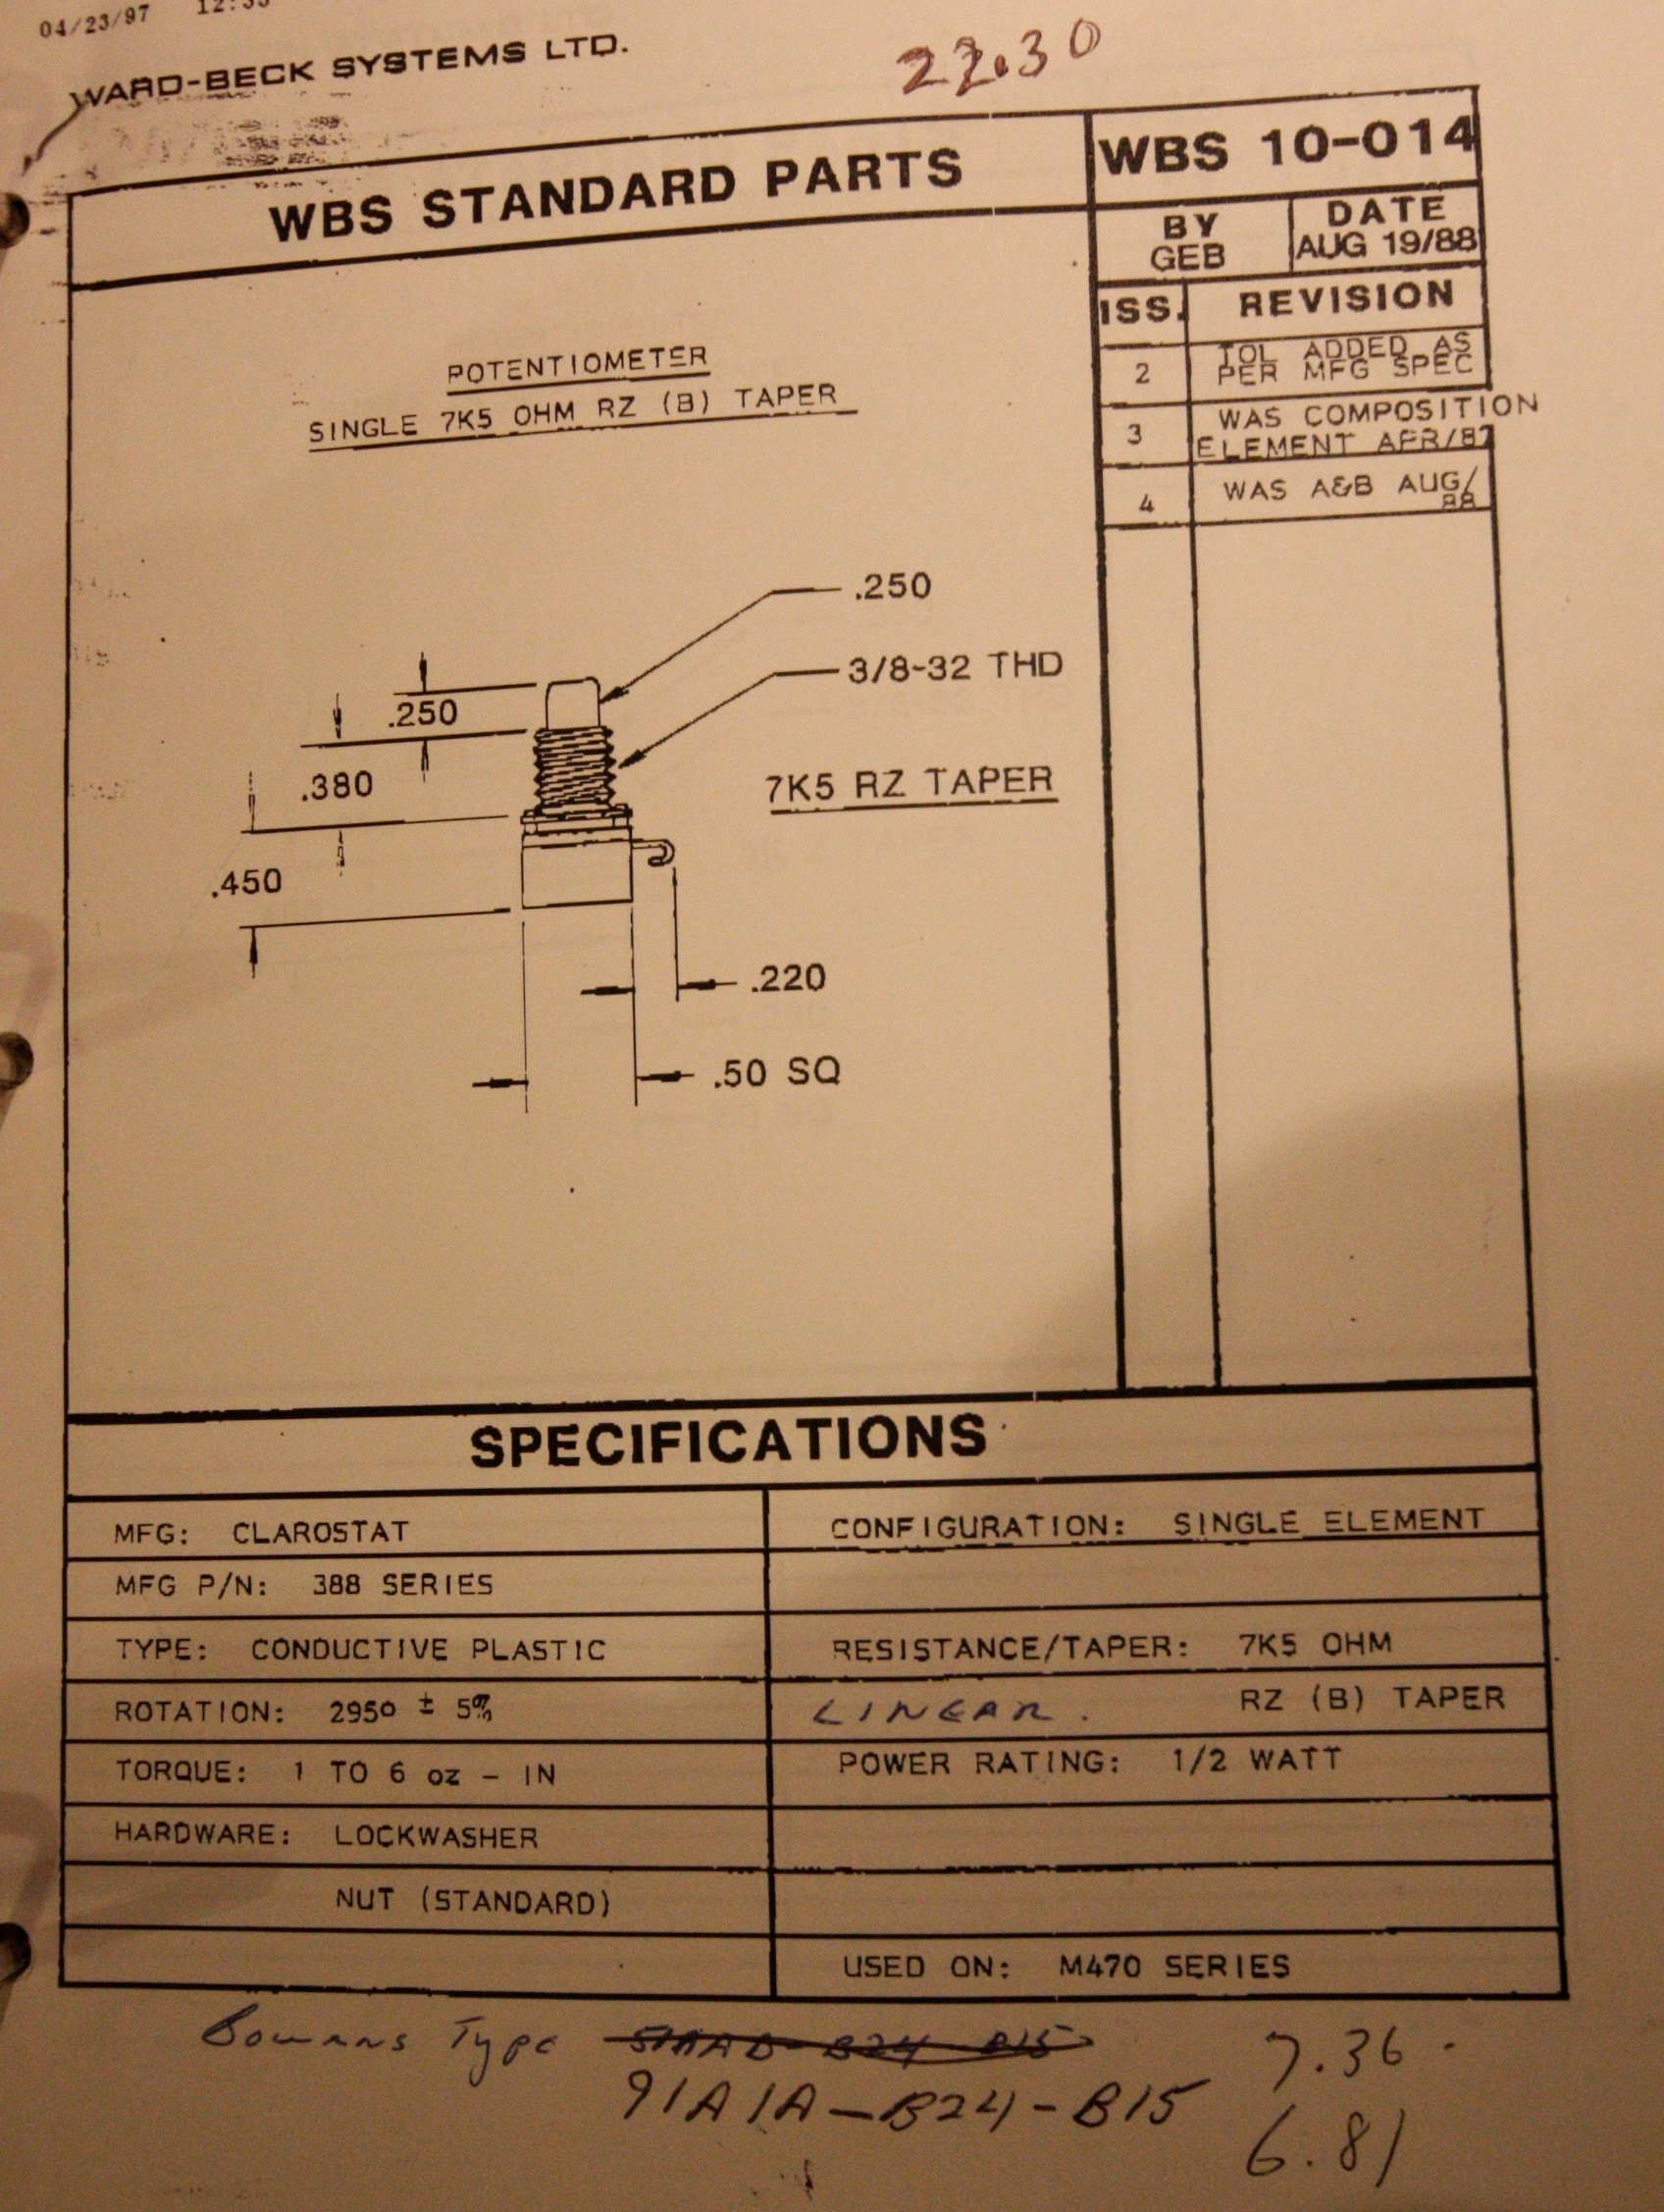 04/23/97 12:35
WARD-BECK SYSTEMS LTD.
22.30
WBS STANDARD PARTS
WBS 10-014
BY
GEB
DATE
AUG 19/88
ISS. REVISION
2 TOL ADDED AS
PER MFG SPEC
3 WAS COMPOSITION
ELEMENT APR/87
4 WAS A&B AUG/
88
POTENTIOMETER
SINGLE 7K5 OHM RZ (B) TAPER
.250
3/8-32 THD
.250
.380
7K5 RZ TAPER
.450
.220
.50 SQ
SPECIFICATIONS
MFG: CLAROSTAT
CONFIGURATION: SINGLE ELEMENT
MFG P/N: 388 SERIES
TYPE: CONDUCTIVE PLASTIC
RESISTANCE/TAPER: 7K5 OHM
ROTATION: 295o ± 5%
LINEAR. RZ (B) TAPER
TORQUE: 1 TO 6 oz - IN
POWER RATING: 1/2 WATT
HARDWARE: LOCKWASHER
NUT (STANDARD)
USED ON: M470 SERIES
Bourns Type
7.36
91A1A-B24-B15
6.81